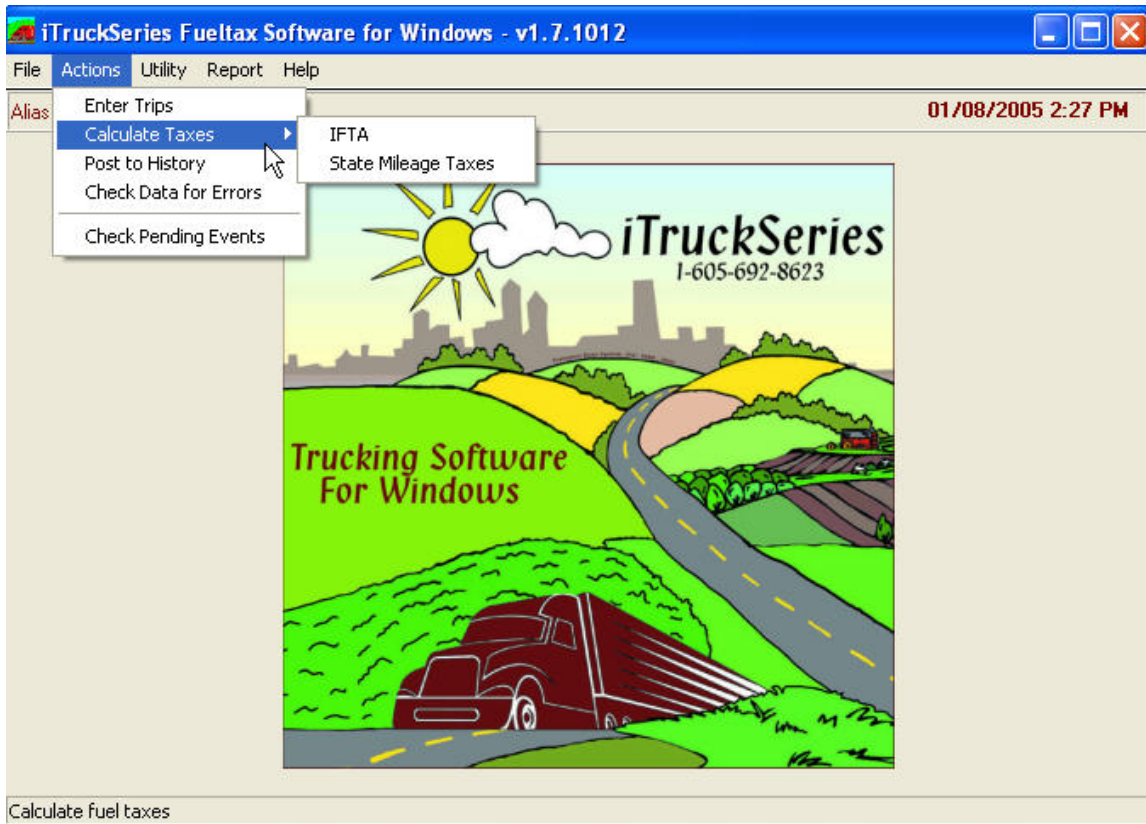 iTruckSeries Fueltax Software for Windows - v1.7.1012
File Actions Utility Report Help
Alias
01/08/2005 2:27 PM
Enter Trips
Calculate Taxes
Post to History
Check Data for Errors
Check Pending Events
IFTA
State Mileage Taxes
iTruckSeries
1-605-692-8623
Trucking Software
For Windows
Calculate fuel taxes